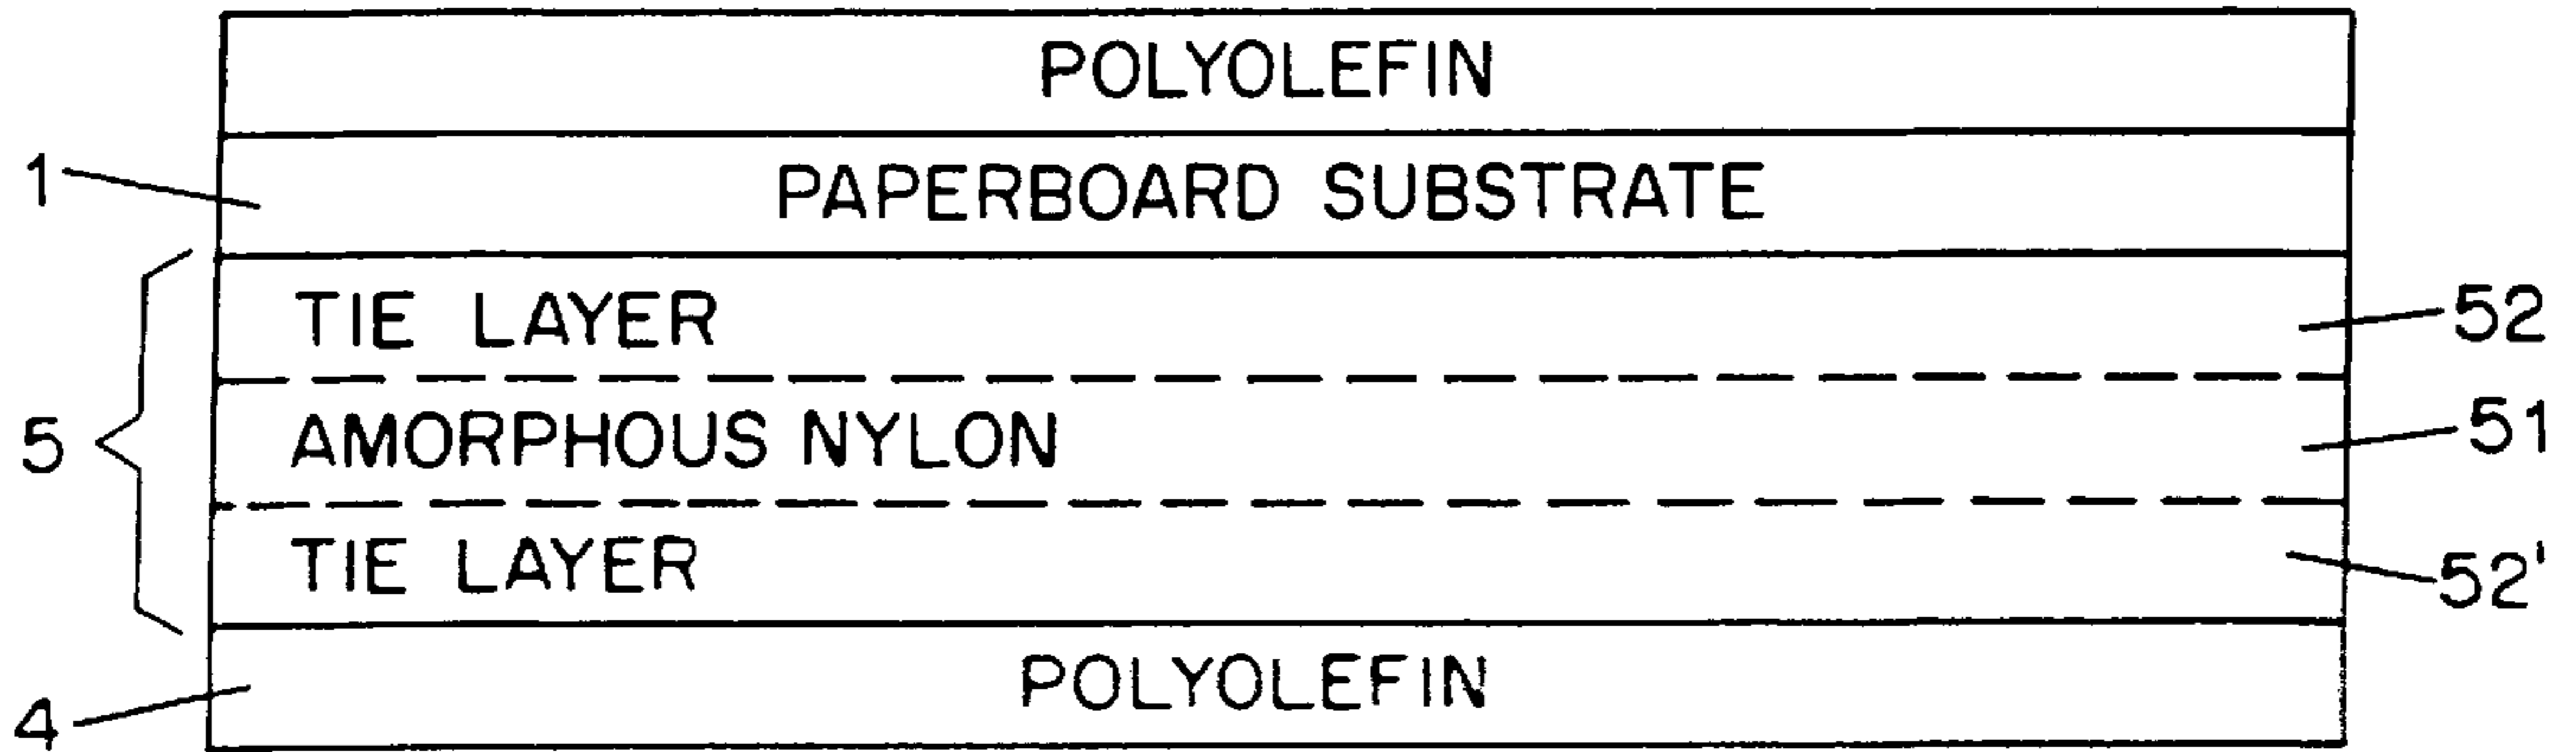 POLYOLEFIN
1 PAPERBOARD SUBSTRATE
TIE LAYER 52
5 AMORPHOUS NYLON 51
TIE LAYER 52'
4 POLYOLEFIN